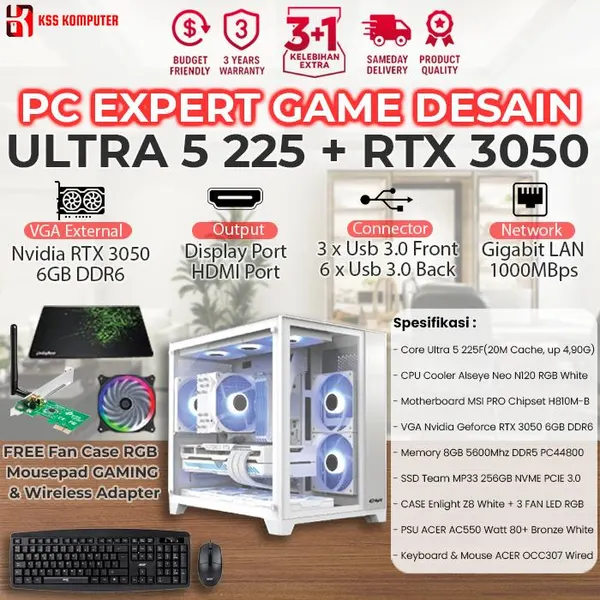 KSS KOMPUTER
BUDGET
FRIENDLY
3
3 YEARS
WARRANTY
3+1
KELEBIHAN
EXTRA
SAMEDAY
DELIVERY
PRODUCT
QUALITY
PC EXPERT GAME DESAIN
ULTRA 5 225 + RTX 3050
VGA External
Nvidia RTX 3050
6GB DDR6
Output
Display Port
HDMI Port
Connector
3 x Usb 3.0 Front
6 x Usb 3.0 Back
Network
Gigabit LAN
1000MBps
FREE Fan Case RGB
Mousepad GAMING
& Wireless Adapter
Spesifikasi :
- Core Ultra 5 225F(20M Cache, up 4,90G)
- CPU Cooler Alseye Neo N120 RGB White
- Motherboard MSI PRO Chipset H810M-B
- VGA Nvidia Geforce RTX 3050 6GB DDR6
- Memory 8GB 5600Mhz DDR5 PC44800
- SSD Team MP33 256GB NVME PCIE 3.0
- CASE Enlight Z8 White + 3 FAN LED RGB
- PSU ACER AC550 Watt 80+ Bronze White
- Keyboard & Mouse ACER OCC307 Wired